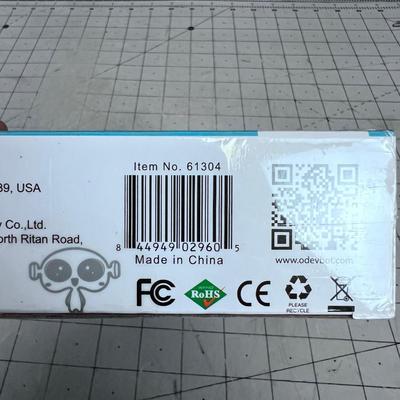 Item No. 61304
39, USA
y Co.,Ltd.
orth Ritan Road,
8 44949 02960 5
Made in China
www.odevbot.com
FC
RoHS
CE
PLEASE
RECYCLE